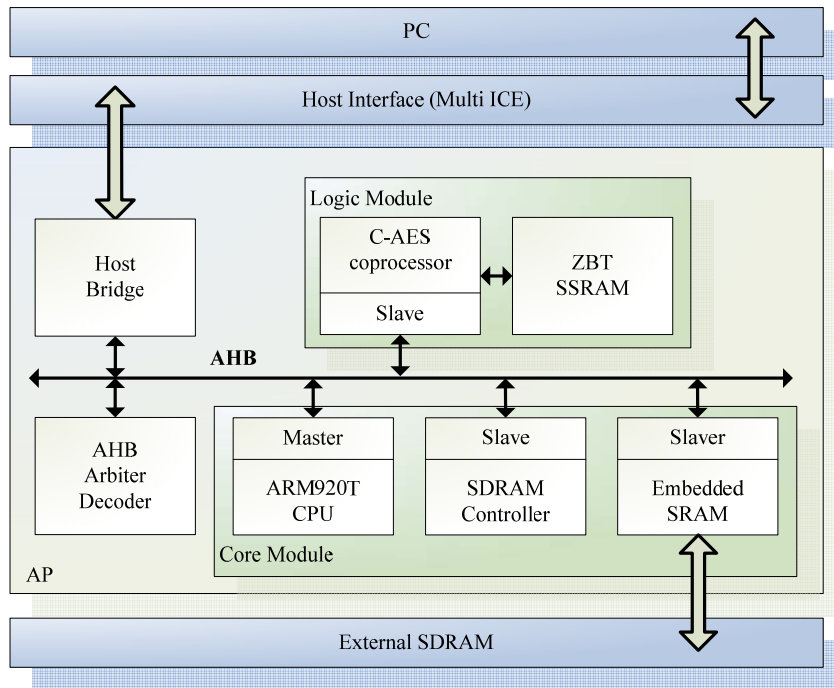 PC
Host Interface (Multi ICE)
Logic Module
C-AES
coprocessor
Slave
ZBT
SSRAM
Host
Bridge
AHB
AHB
Arbiter
Decoder
Master
ARM920T
CPU
Slave
SDRAM
Controller
Slaver
Embedded
SRAM
Core Module
AP
External SDRAM